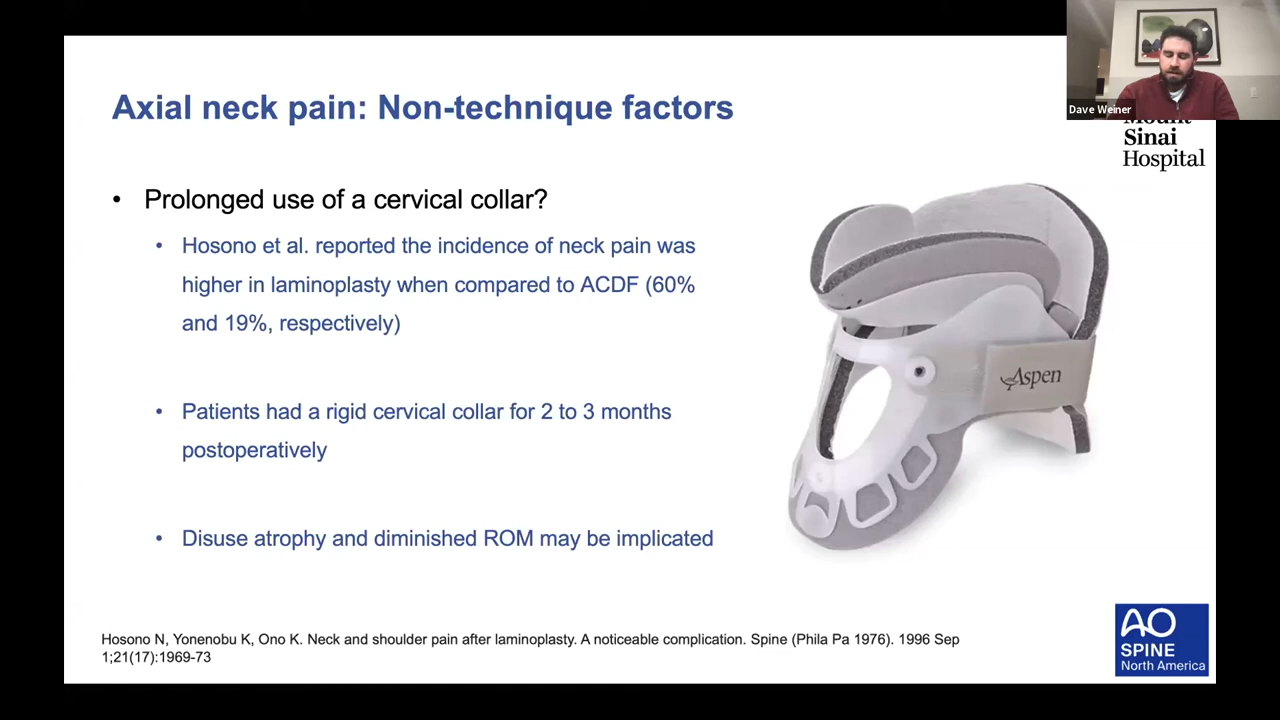 Dave Weiner
Axial neck pain: Non-technique factors
Mount
Sinai
Hospital
• Prolonged use of a cervical collar?
• Hosono et al. reported the incidence of neck pain was
higher in laminoplasty when compared to ACDF (60%
and 19%, respectively)
Aspen
• Patients had a rigid cervical collar for 2 to 3 months
postoperatively
• Disuse atrophy and diminished ROM may be implicated
Hosono N, Yonenobu K, Ono K. Neck and shoulder pain after laminoplasty. A noticeable complication. Spine (Phila Pa 1976). 1996 Sep
1;21(17):1969-73
AO
SPINE
North America